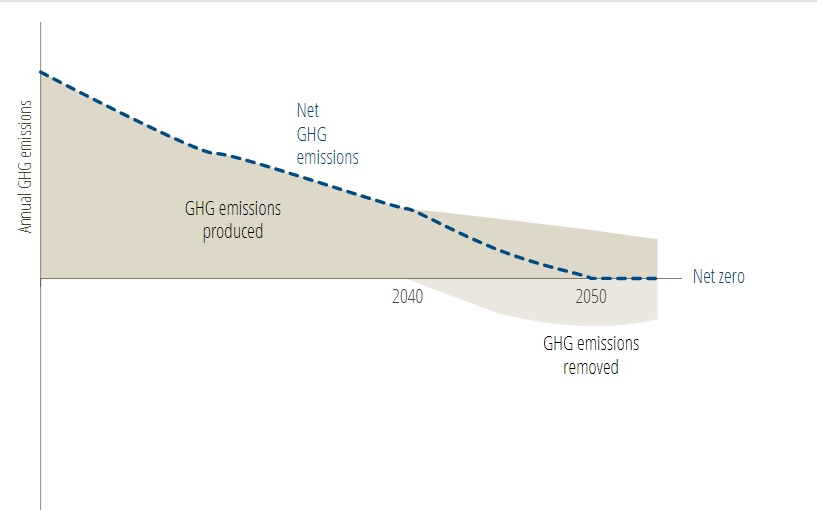 Annual GHG emissions
Net
GHG
emissions
GHG emissions
produced
Net zero
2040
2050
GHG emissions
removed